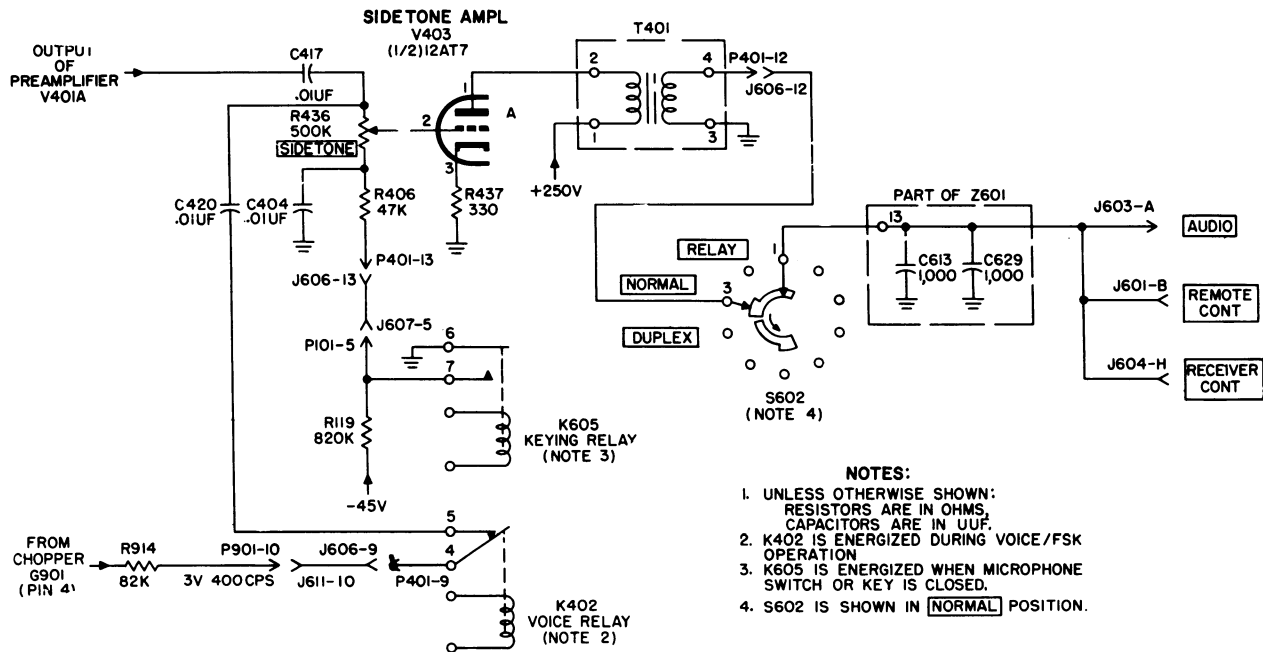 SIDETONE AMPL
V403
(1/2)12AT7
OUTPUT
OF
PREAMPLIFIER
V401A
C417
.01UF
R436
500K
SIDETONE
1
2
3
A
C420
.01UF
C404
.01UF
R406
47K
R437
330
T401
2
4
1
3
P401-12
J606-12
+250V
P401-13
J606-13
J607-5
P101-5
6
7
R119
820K
-45V
K605
KEYING RELAY
(NOTE 3)
RELAY
NORMAL
DUPLEX
1
3
S602
(NOTE 4)
PART OF Z601
13
C613
1,000
C629
1,000
J603-A
AUDIO
J601-B
REMOTE
CONT
J604-H
RECEIVER
CONT
FROM
CHOPPER
G901
(PIN 4)
R914
82K
P901-10
3V 400CPS
J606-9
J611-10
P401-9
5
4
K402
VOICE RELAY
(NOTE 2)
NOTES:
1. UNLESS OTHERWISE SHOWN:
RESISTORS ARE IN OHMS,
CAPACITORS ARE IN UUF.
2. K402 IS ENERGIZED DURING VOICE/FSK
OPERATION
3. K605 IS ENERGIZED WHEN MICROPHONE
SWITCH OR KEY IS CLOSED.
4. S602 IS SHOWN IN NORMAL POSITION.